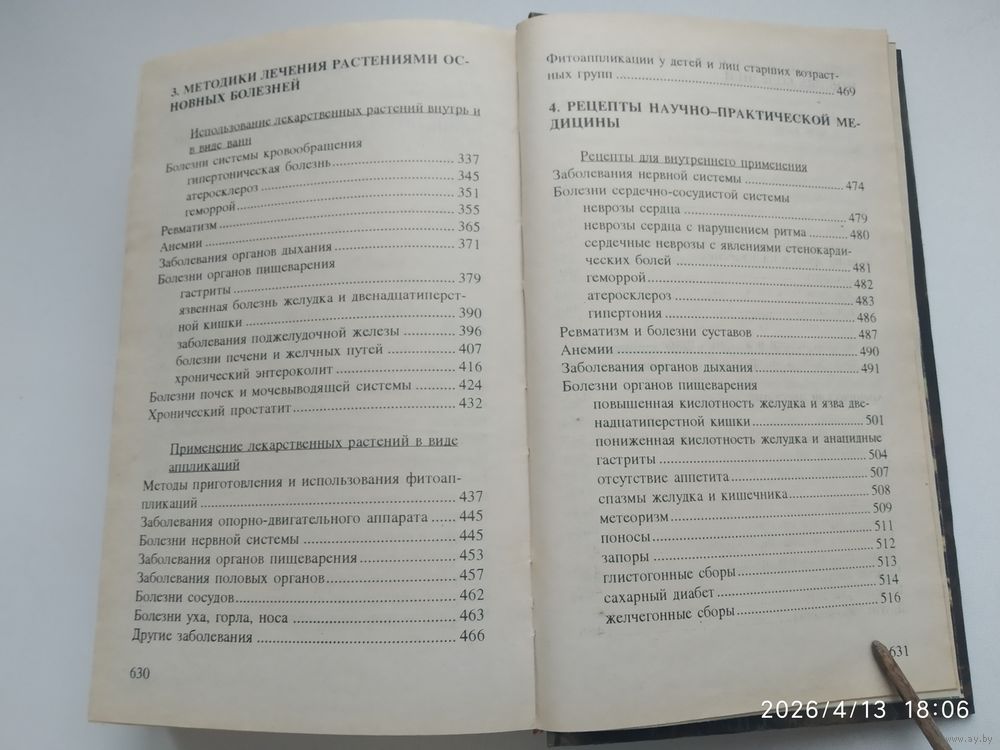 3. МЕТОДИКИ ЛЕЧЕНИЯ РАСТЕНИЯМИ ОС-
НОВНЫХ БОЛЕЗНЕЙ
Использование лекарственных растений внутрь и
в виде ванн
Болезни системы кровообращения
гипертоническая болезнь ........ 337
атеросклероз ........ 345
геморрой ........ 351
Ревматизм ........ 355
Анемии ........ 365
Заболевания органов дыхания ........ 371
Болезни органов пищеварения
гастриты ........ 379
язвенная болезнь желудка и двенадцатиперст-
ной кишки ........ 390
заболевания поджелудочной железы ........ 396
болезни печени и желчных путей ........ 407
хронический энтероколит ........ 416
Болезни почек и мочевыводящей системы ........ 424
Хронический простатит ........ 432
Применение лекарственных растений в виде
аппликаций
Методы приготовления и использования фитоап-
пликаций ........ 437
Заболевания опорно-двигательного аппарата ...... 445
Болезни нервной системы ........ 445
Заболевания органов пищеварения ........ 453
Заболевания половых органов ........ 457
Болезни сосудов ........ 462
Болезни уха, горла, носа ........ 463
Другие заболевания ........ 466
630
Фитоаппликации у детей и лиц старших возраст-
ных групп ........ 469
4. РЕЦЕПТЫ НАУЧНО–ПРАКТИЧЕСКОЙ МЕ-
ДИЦИНЫ
Рецепты для внутреннего применения
Заболевания нервной системы ........ 474
Болезни сердечно-сосудистой системы
неврозы сердца ........ 479
неврозы сердца с нарушением ритма ........ 480
сердечные неврозы с явлениями стенокарди-
ческих болей ........ 481
геморрой ........ 482
атеросклероз ........ 483
гипертония ........ 486
Ревматизм и болезни суставов ........ 487
Анемии ........ 490
Заболевания органов дыхания ........ 491
Болезни органов пищеварения
повышенная кислотность желудка и язва две-
надцатиперстной кишки ........ 501
пониженная кислотность желудка и анацидные
гастриты ........ 504
отсутствие аппетита ........ 507
спазмы желудка и кишечника ........ 508
метеоризм ........ 509
поносы ........ 511
запоры ........ 512
глистогонные сборы ........ 513
сахарный диабет ........ 514
желчегонные сборы ........ 516
631
2026/4/13 18:06
www.ay.by